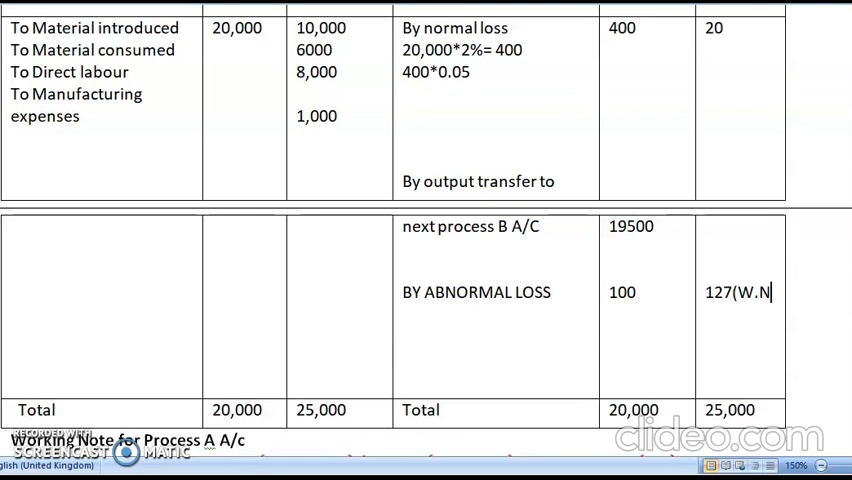 To Material introduced 20,000 10,000 By normal loss 400 20
To Material consumed 6000 20,000*2%= 400
To Direct labour 8,000 400*0.05
To Manufacturing
expenses 1,000
By output transfer to
next process B A/C 19500
BY ABNORMAL LOSS 100 127(W.N
Total 20,000 25,000 Total 20,000 25,000
Working Note for Process A A/c
RECORDED WITH
SCREENCAST MATIC
clideo.com
glish (United Kingdom) 150%